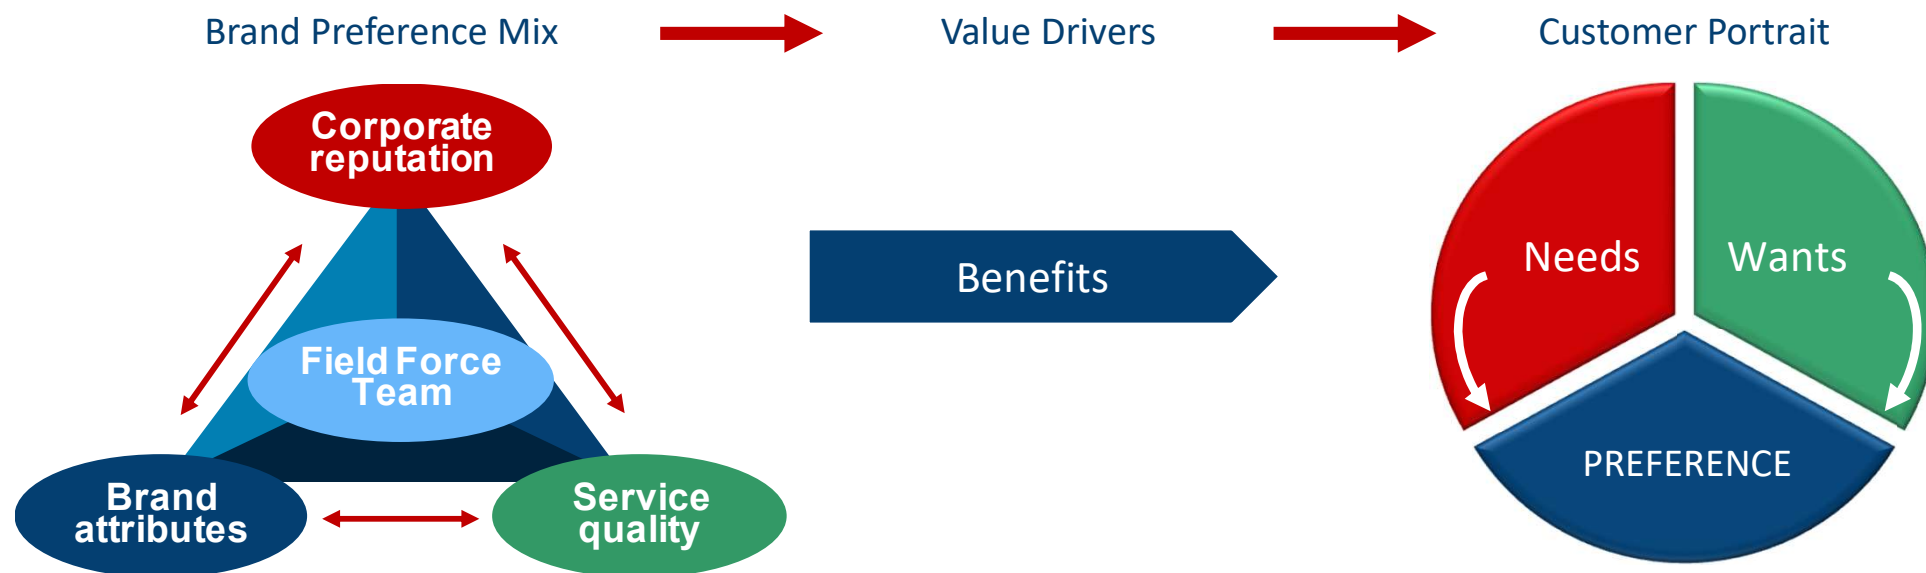 Brand Preference Mix
Value Drivers
Customer Portrait
Corporate
reputation
Field Force
Team
Brand
attributes
Service
quality
Benefits
Needs
Wants
PREFERENCE